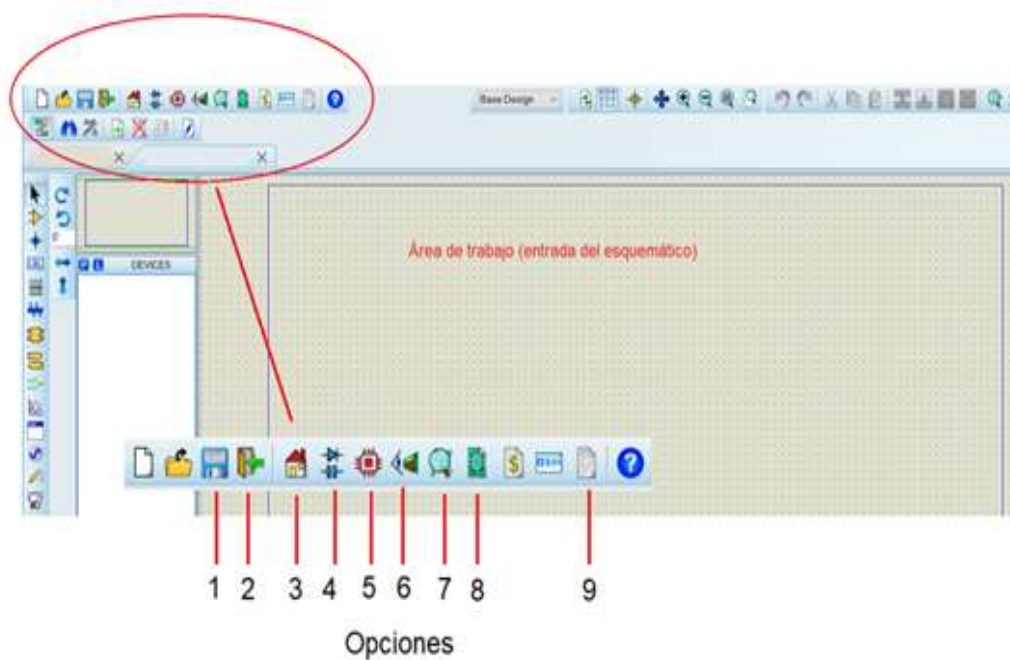 Base Design
DEVICES
Área de trabajo (entrada del esquemático)
1 2 3 4 5 6 7 8 9
Opciones